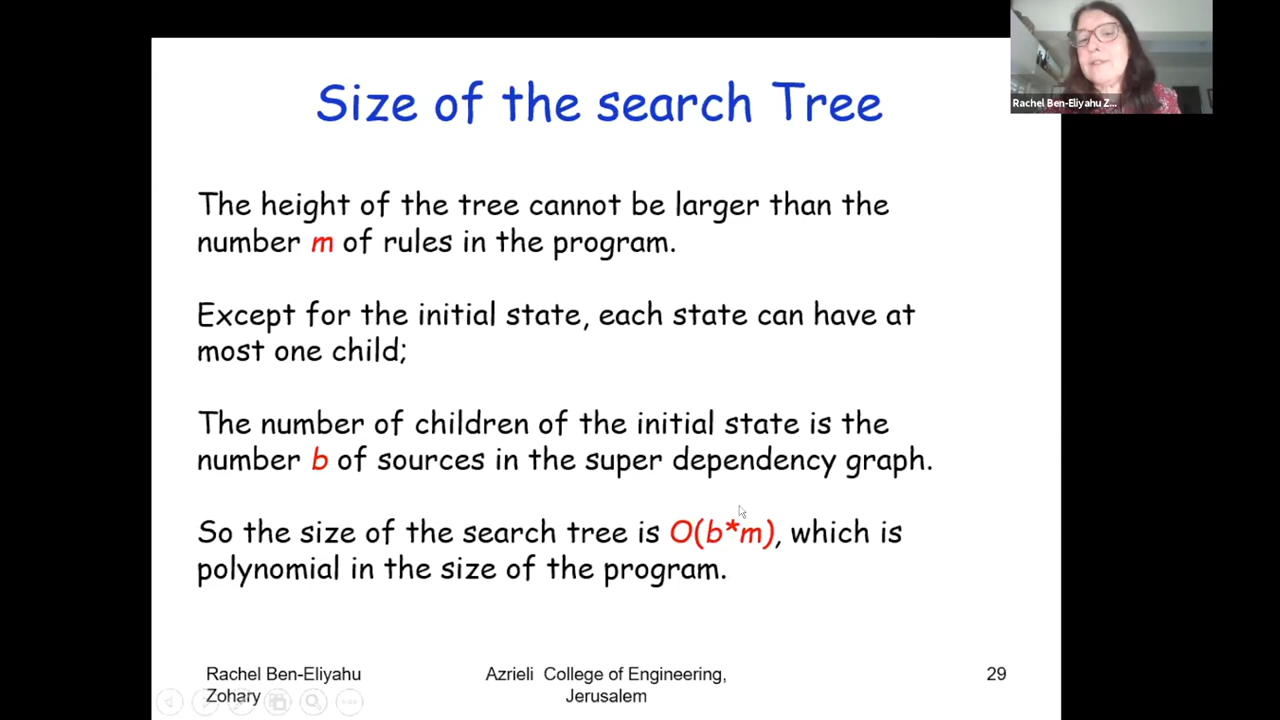 Size of the search Tree
Rachel Ben-Eliyahu Z...
The height of the tree cannot be larger than the
number m of rules in the program.
Except for the initial state, each state can have at
most one child;
The number of children of the initial state is the
number b of sources in the super dependency graph.
So the size of the search tree is O(b*m), which is
polynomial in the size of the program.
Rachel Ben-Eliyahu
Zohary
Azrieli College of Engineering,
Jerusalem
29